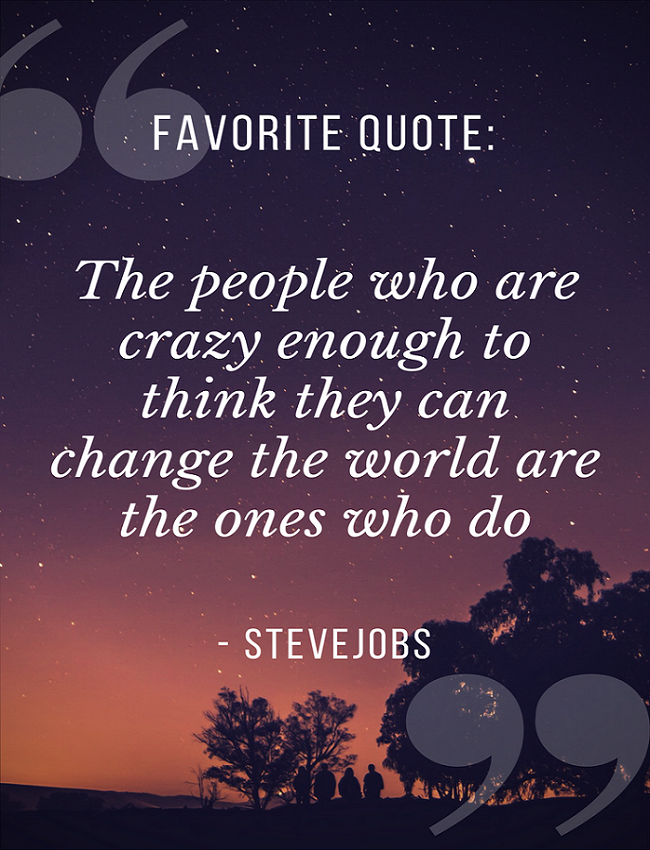 FAVORITE QUOTE:
The people who are
crazy enough to
think they can
change the world are
the ones who do
- STEVEJOBS